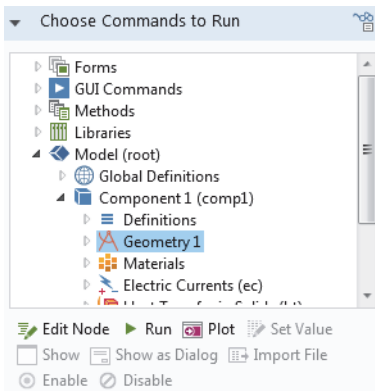 Choose Commands to Run
Forms
GUI Commands
Methods
Libraries
Model (root)
Global Definitions
Component 1 (comp1)
Definitions
Geometry 1
Materials
Electric Currents (ec)
Edit Node Run Plot Set Value
Show Show as Dialog Import File
Enable Disable